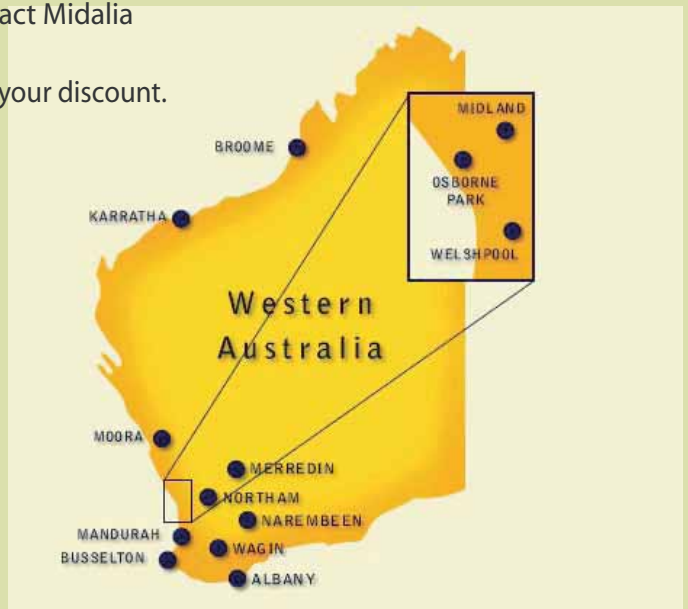 act Midalia
your discount.
MIDLAND
BROOME
OSBORNE
PARK
KARRATHA
WELSHPOOL
Western
Australia
MOORA
MERREDIN
NORTHAM
NAREMBEEN
MANDURAH
WAGIN
BUSSELTON
ALBANY